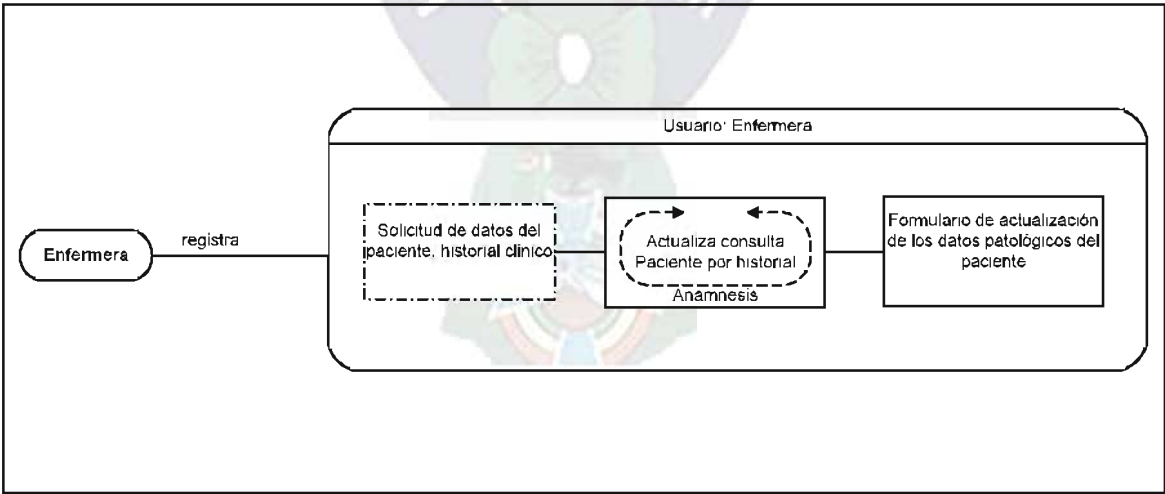 Usuario: Enfermera
Enfermera
registra
Solicitud de datos del
paciente, historial clinico
Actualiza consulta
Paciente por historial
Anamnesis
Formulario de actualización
de los datos patológicos del
paciente